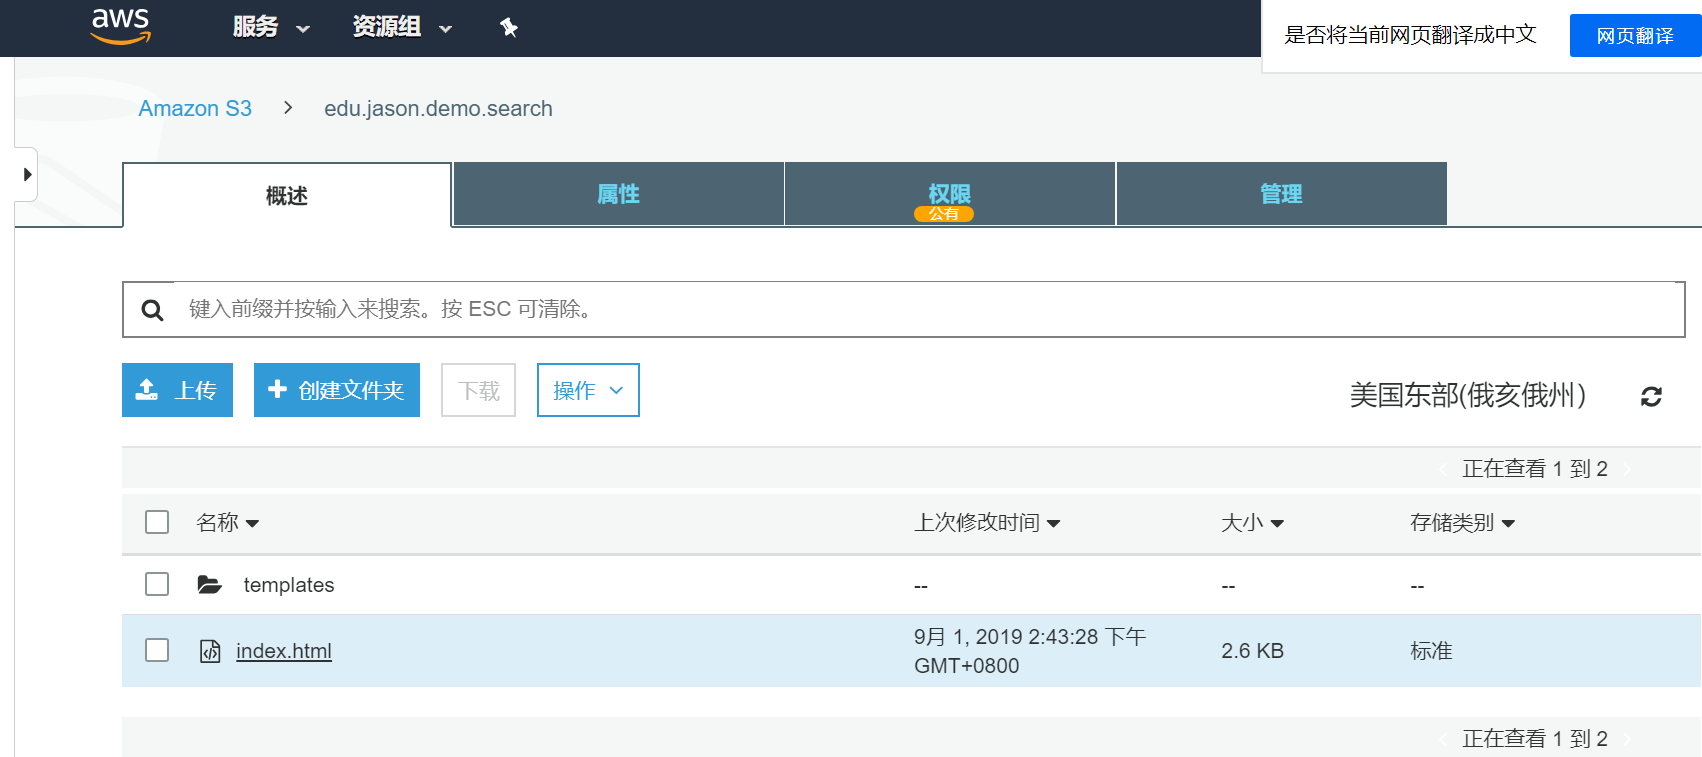 aws 服务 资源组
是否将当前网页翻译成中文 网页翻译
Amazon S3 > edu.jason.demo.search
概述 属性 权限 管理
公有
键入前缀并按输入来搜索。按 ESC 可清除。
上传 创建文件夹 下载 操作
美国东部(俄亥俄州)
正在查看 1 到 2
名称 上次修改时间 大小 存储类别
templates -- -- --
index.html 9月 1, 2019 2:43:28 下午 GMT+0800 2.6 KB 标准
正在查看 1 到 2